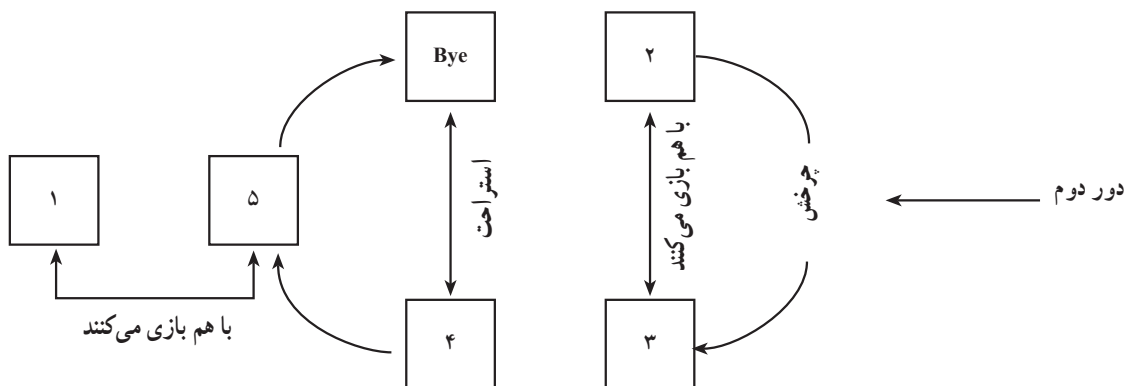 دور دوم
۲
Bye
چرخش
با هم بازی می‌کنند
استراحت
۵
۱
با هم بازی می‌کنند
۳
۴